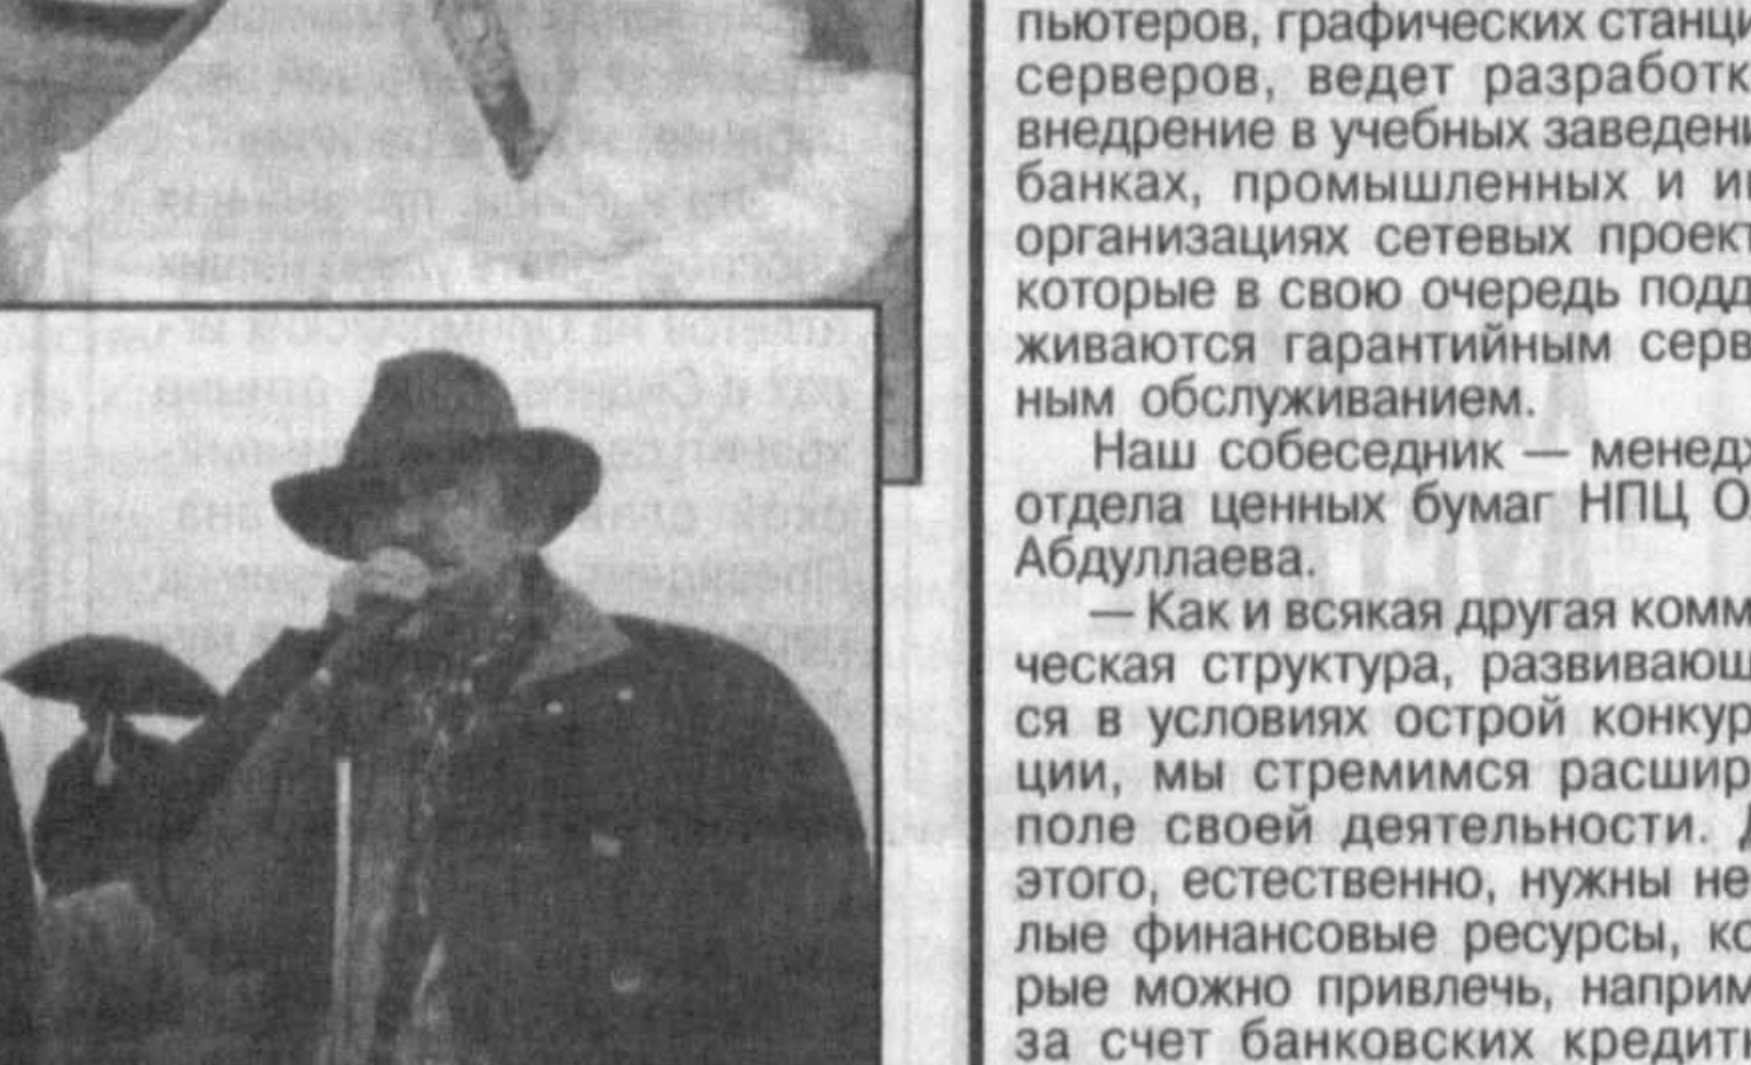 пьютеров, графических станци
серверов, ведет разработк
внедрение в учебных заведени
банках, промышленных и и
организациях сетевых проект
которые в свою очередь подд
живаются гарантийным серв
ным обслуживанием.
Наш собеседник — менедж
отдела ценных бумаг НПЦ О
Абдуллаева.
— Как и всякая другая комм
ческая структура, развивающ
ся в условиях острой конкур
ции, мы стремимся расшир
поле своей деятельности. Д
этого, естественно, нужны не
лые финансовые ресурсы, ко
рые можно привлечь, наприм
за счет банковских кредитн